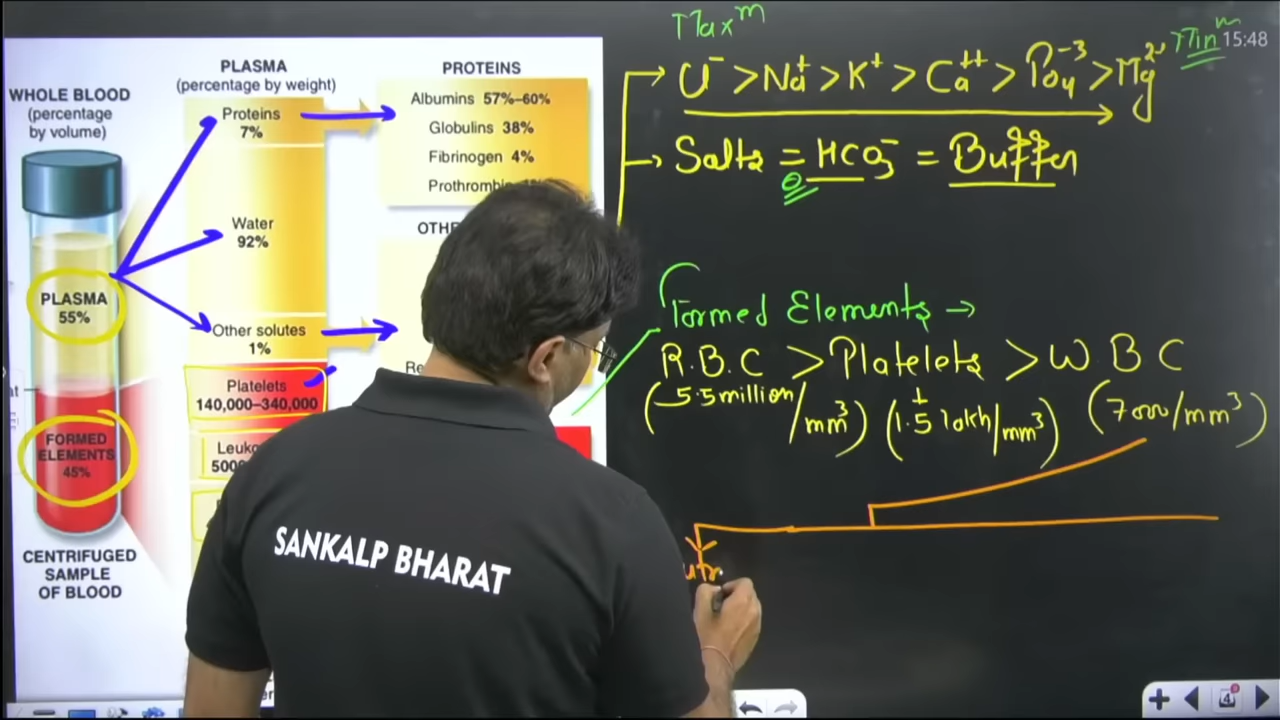 Maxᵐ
Minᵐ
15:48
Cl⁻ > Na⁺ > K⁺ > Ca⁺⁺ > Po₄⁻³ > Mg²⁺
→ Salts = HCO₃⁻ = Buffer
Formed Elements →
R.B.C > Platelets > W.B.C
(5.5 million/mm³) (1.5 lakh/mm³) (7000/mm³)
WHOLE BLOOD
(percentage
by volume)
PLASMA
55%
FORMED
ELEMENTS
45%
CENTRIFUGED
SAMPLE
OF BLOOD
PLASMA
(percentage by weight)
Proteins
7%
Water
92%
Other solutes
1%
Platelets
140,000–340,000
PROTEINS
Albumins 57%–60%
Globulins 38%
Fibrinogen 4%
SANKALP BHARAT
4